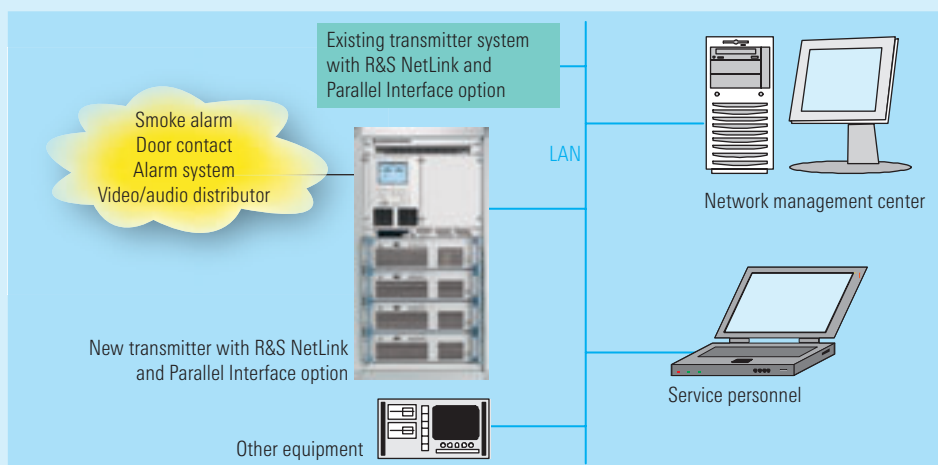 Existing transmitter system
with R&S NetLink and
Parallel Interface option
Smoke alarm
Door contact
Alarm system
Video/audio distributor
LAN
Network management center
New transmitter with R&S NetLink
and Parallel Interface option
Service personnel
Other equipment